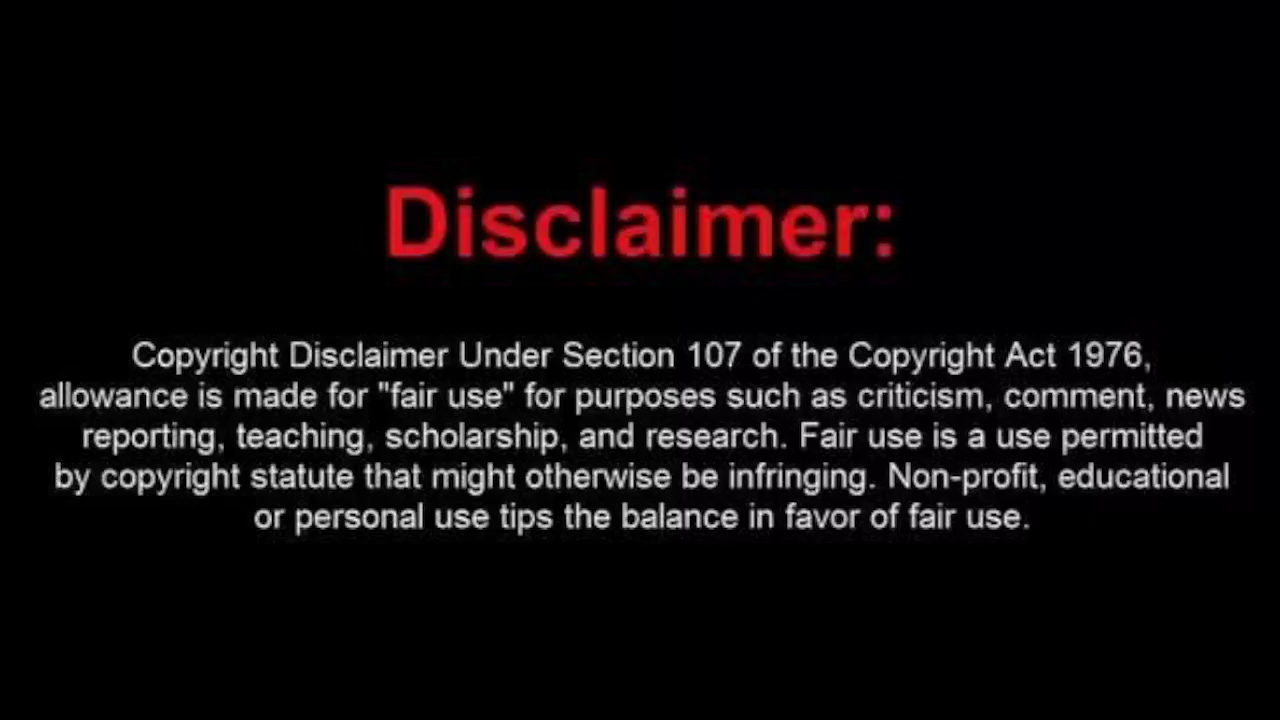 Disclaimer:
Copyright Disclaimer Under Section 107 of the Copyright Act 1976,
allowance is made for "fair use" for purposes such as criticism, comment, news
reporting, teaching, scholarship, and research. Fair use is a use permitted
by copyright statute that might otherwise be infringing. Non-profit, educational
or personal use tips the balance in favor of fair use.